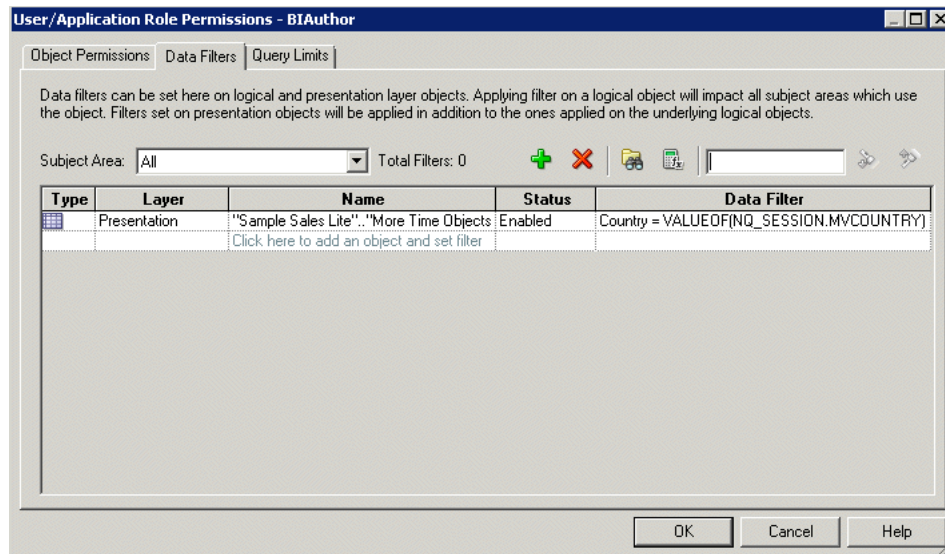 User/Application Role Permissions - BIAuthor
Object Permissions Data Filters Query Limits
Data filters can be set here on logical and presentation layer objects. Applying filter on a logical object will impact all subject areas which use
the object. Filters set on presentation objects will be applied in addition to the ones applied on the underlying logical objects.
Subject Area: All Total Filters: 0
Type Layer Name Status Data Filter
Presentation "Sample Sales Lite".."More Time Objects Enabled Country = VALUEOF(NQ_SESSION.MVCOUNTRY)
Click here to add an object and set filter
OK Cancel Help